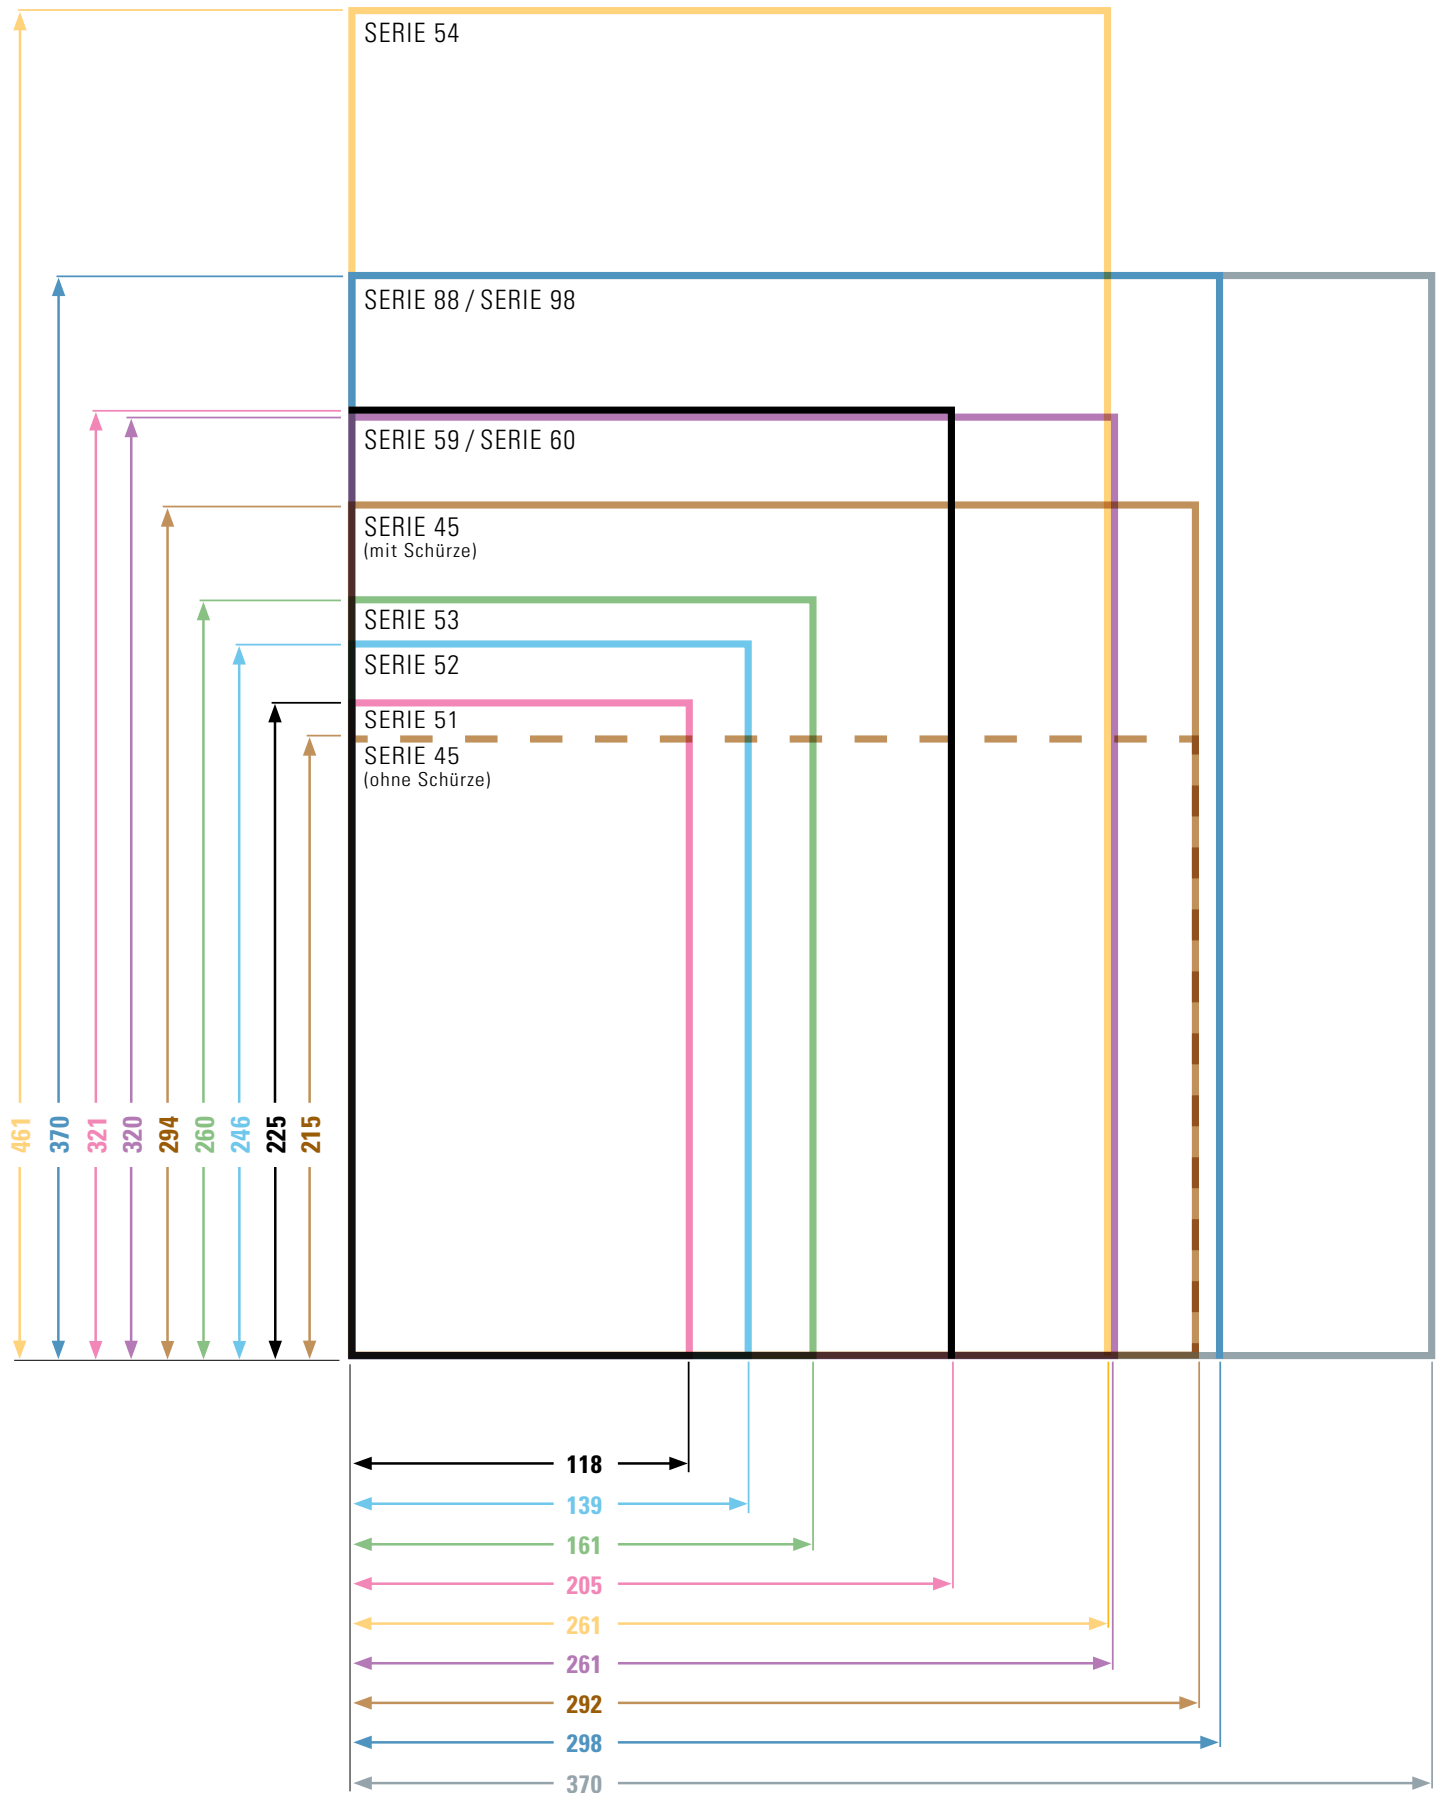 SERIE 54
SERIE 88 / SERIE 98
SERIE 59 / SERIE 60
SERIE 45
(mit Schürze)
SERIE 53
SERIE 52
SERIE 51
SERIE 45
(ohne Schürze)
461
370
321
320
294
260
246
225
215
118
139
161
205
261
261
292
298
370